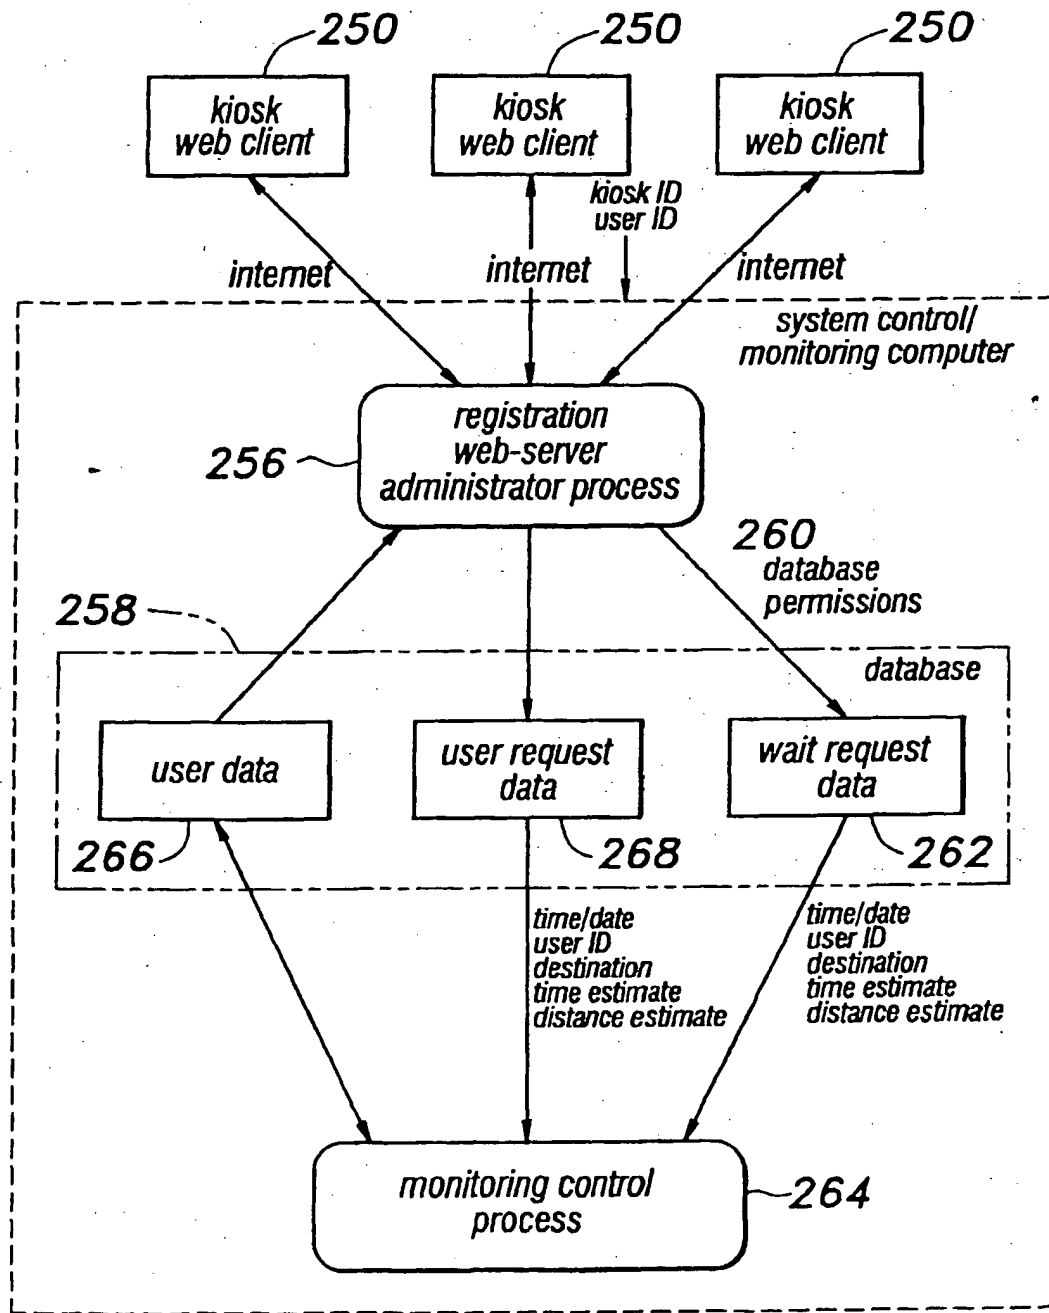 250
250
250
kiosk
web client
kiosk
web client
kiosk
web client
kiosk ID
user ID
internet
internet
internet
system control/
monitoring computer
registration
web-server
administrator process
256
260
database
permissions
258
database
user data
user request
data
wait request
data
266
268
262
time/date
user ID
destination
time estimate
distance estimate
time/date
user ID
destination
time estimate
distance estimate
monitoring control
process
264